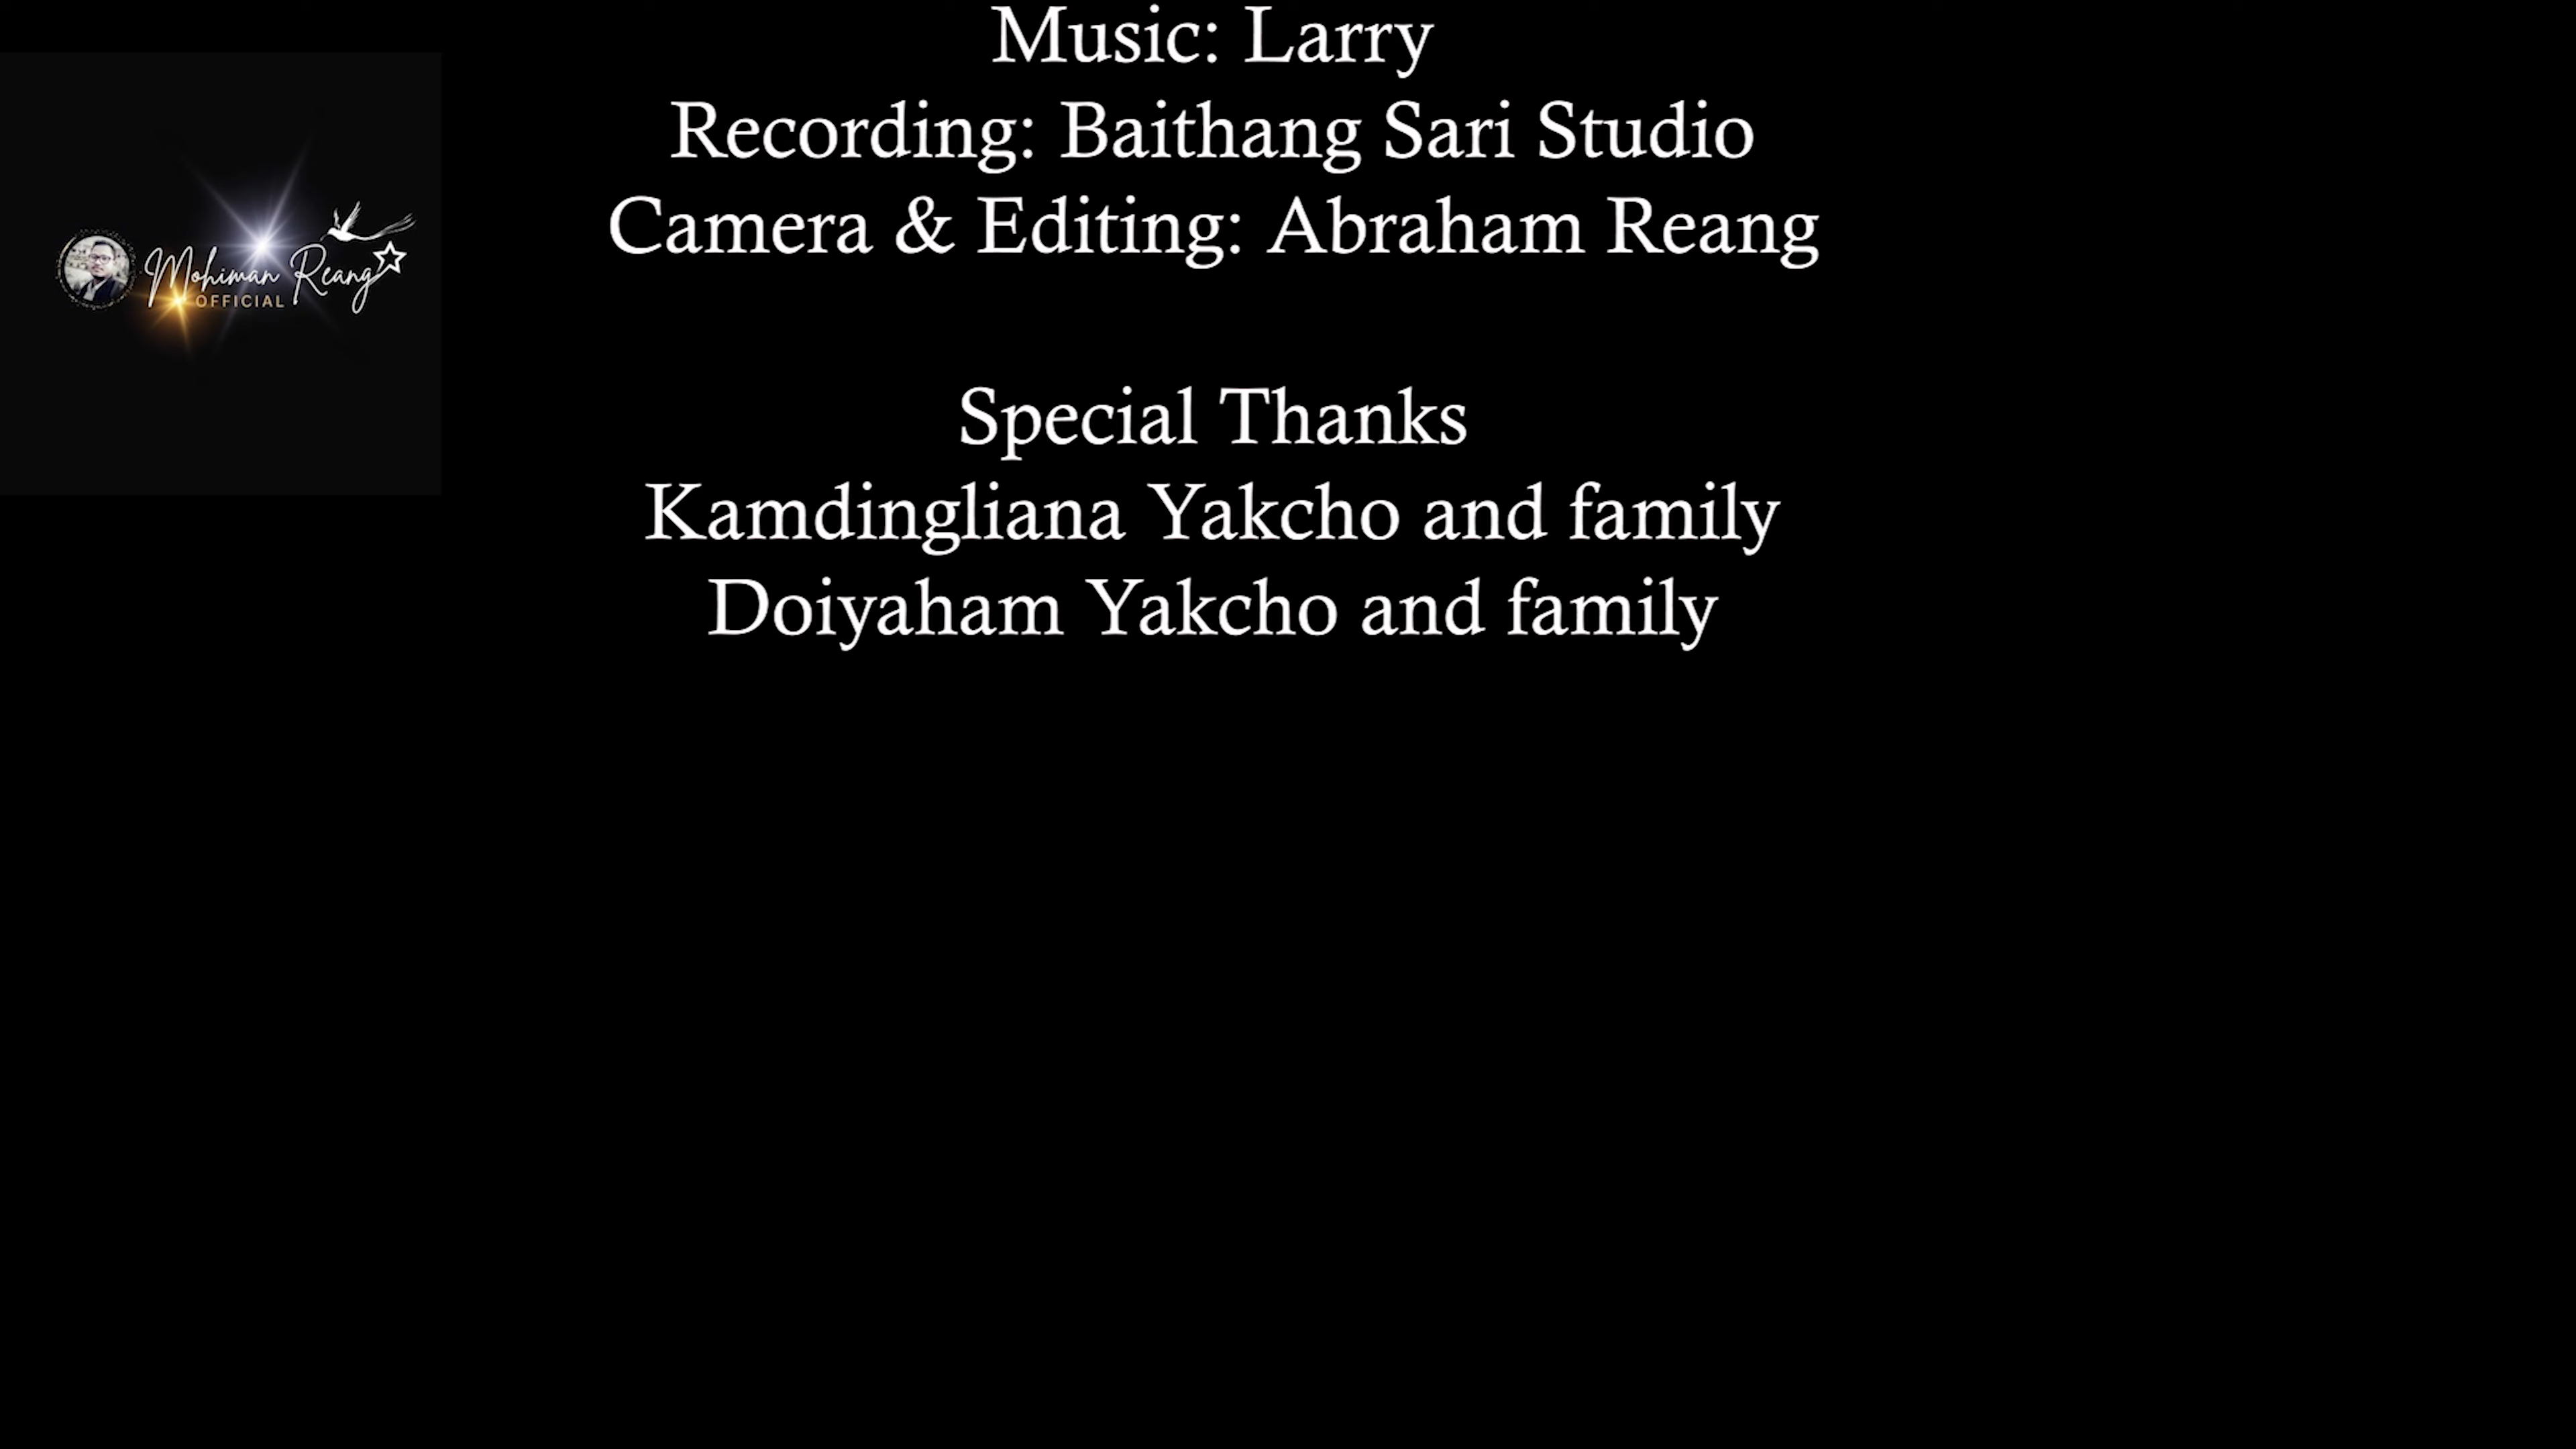 Music: Larry
Recording: Baithang Sari Studio
Camera & Editing: Abraham Reang
Mohiman Reang
OFFICIAL
Special Thanks
Kamdingliana Yakcho and family
Doiyaham Yakcho and family